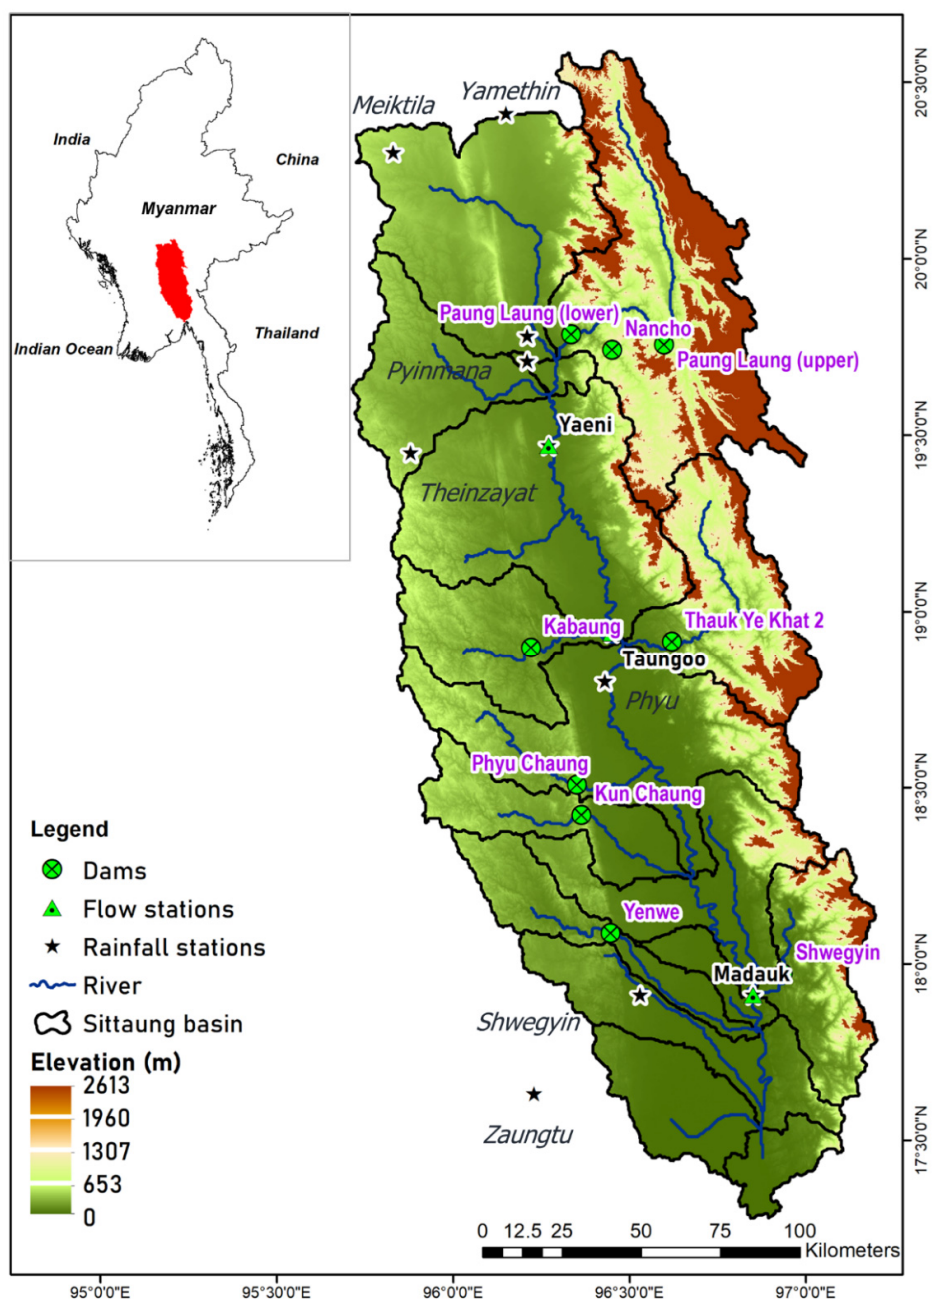 India
China
Myanmar
Thailand
Indian Ocean
Meiktila
Yamethin
20°30'0"N
20°0'0"N
Paung Laung (lower)
Nancho
Paung Laung (upper)
Pyinmana
Yaeni
19°30'0"N
Theinzayat
Thauk Ye Khat 2
19°0'0"N
Kabaung
Taungoo
Phyu
Phyu Chaung
Kun Chaung
18°30'0"N
Yenwe
Shwegyin
Madauk
18°0'0"N
Shwegyin
Zaungtu
17°30'0"N
Legend
Dams
Flow stations
Rainfall stations
River
Sittaung basin
Elevation (m)
2613
1960
1307
653
0
0 12.5 25 50 75 100
Kilometers
95°0'0"E 95°30'0"E 96°0'0"E 96°30'0"E 97°0'0"E